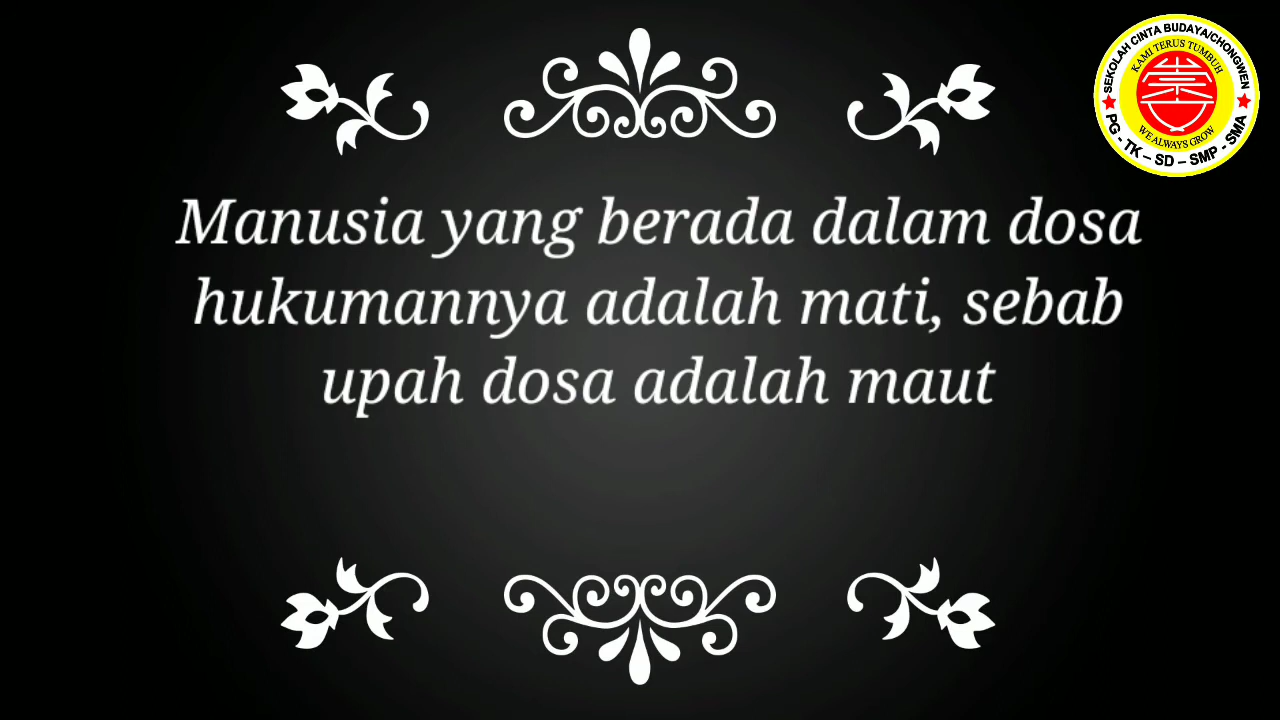 SEKOLAH CINTA BUDAYA/CHONGWEN
KAMI TERUS TUMBUH
WE ALWAYS GROW
PG - TK – SD – SMP - SMA
Manusia yang berada dalam dosa
hukumannya adalah mati, sebab
upah dosa adalah maut